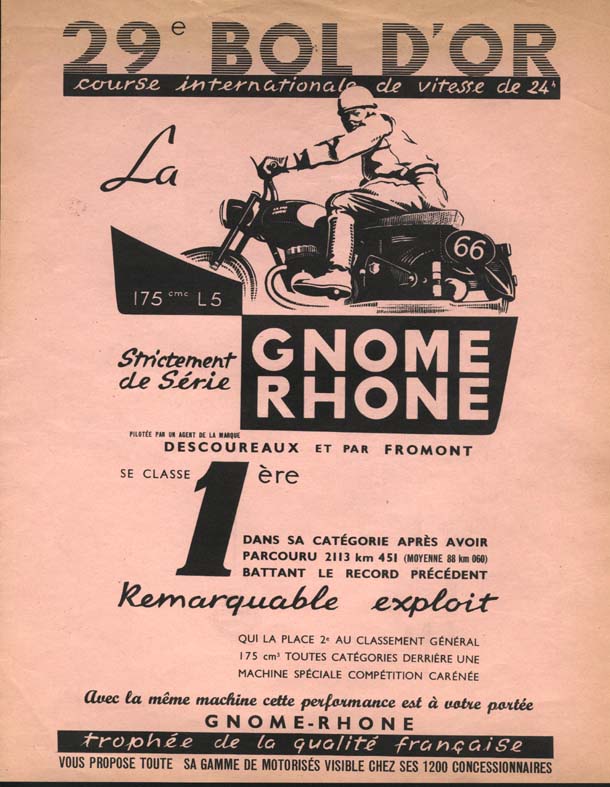 29e BOL D'OR
course internationale de vitesse de 24h
La
66
175 cmc L5
Strictement
de Série
GNOME
RHONE
PILOTÉE PAR UN AGENT DE LA MARQUE
DESCOUREAUX ET PAR FROMONT
SE CLASSE 1ère
DANS SA CATÉGORIE APRÈS AVOIR
PARCOURU 2113 km 451 (MOYENNE 88 km 060)
BATTANT LE RECORD PRÉCÉDENT
Remarquable exploit
QUI LA PLACE 2e AU CLASSEMENT GÉNÉRAL
175 cm³ TOUTES CATÉGORIES DERRIÈRE UNE
MACHINE SPÉCIALE COMPÉTITION CARÉNÉE
Avec la même machine cette performance est à votre portée
GNOME-RHONE
trophée de la qualité française
VOUS PROPOSE TOUTE SA GAMME DE MOTORISÉS VISIBLE CHEZ SES 1200 CONCESSIONNAIRES